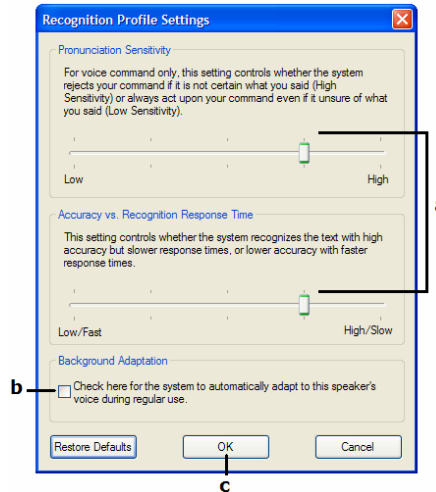 Recognition Profile Settings
Pronunciation Sensitivity
For voice command only, this setting controls whether the system
rejects your command if it is not certain what you said (High
Sensitivity) or always act upon your command even if unsure of what
you said (Low Sensitivity).
Low High
Accuracy vs. Recognition Response Time
This setting controls whether the system recognizes the text with high
accuracy but slower response times, or lower accuracy with faster
response times.
Low/Fast High/Slow
Background Adaptation
b Check here for the system to automatically adapt to this speaker's
voice during regular use.
Restore Defaults OK Cancel
c